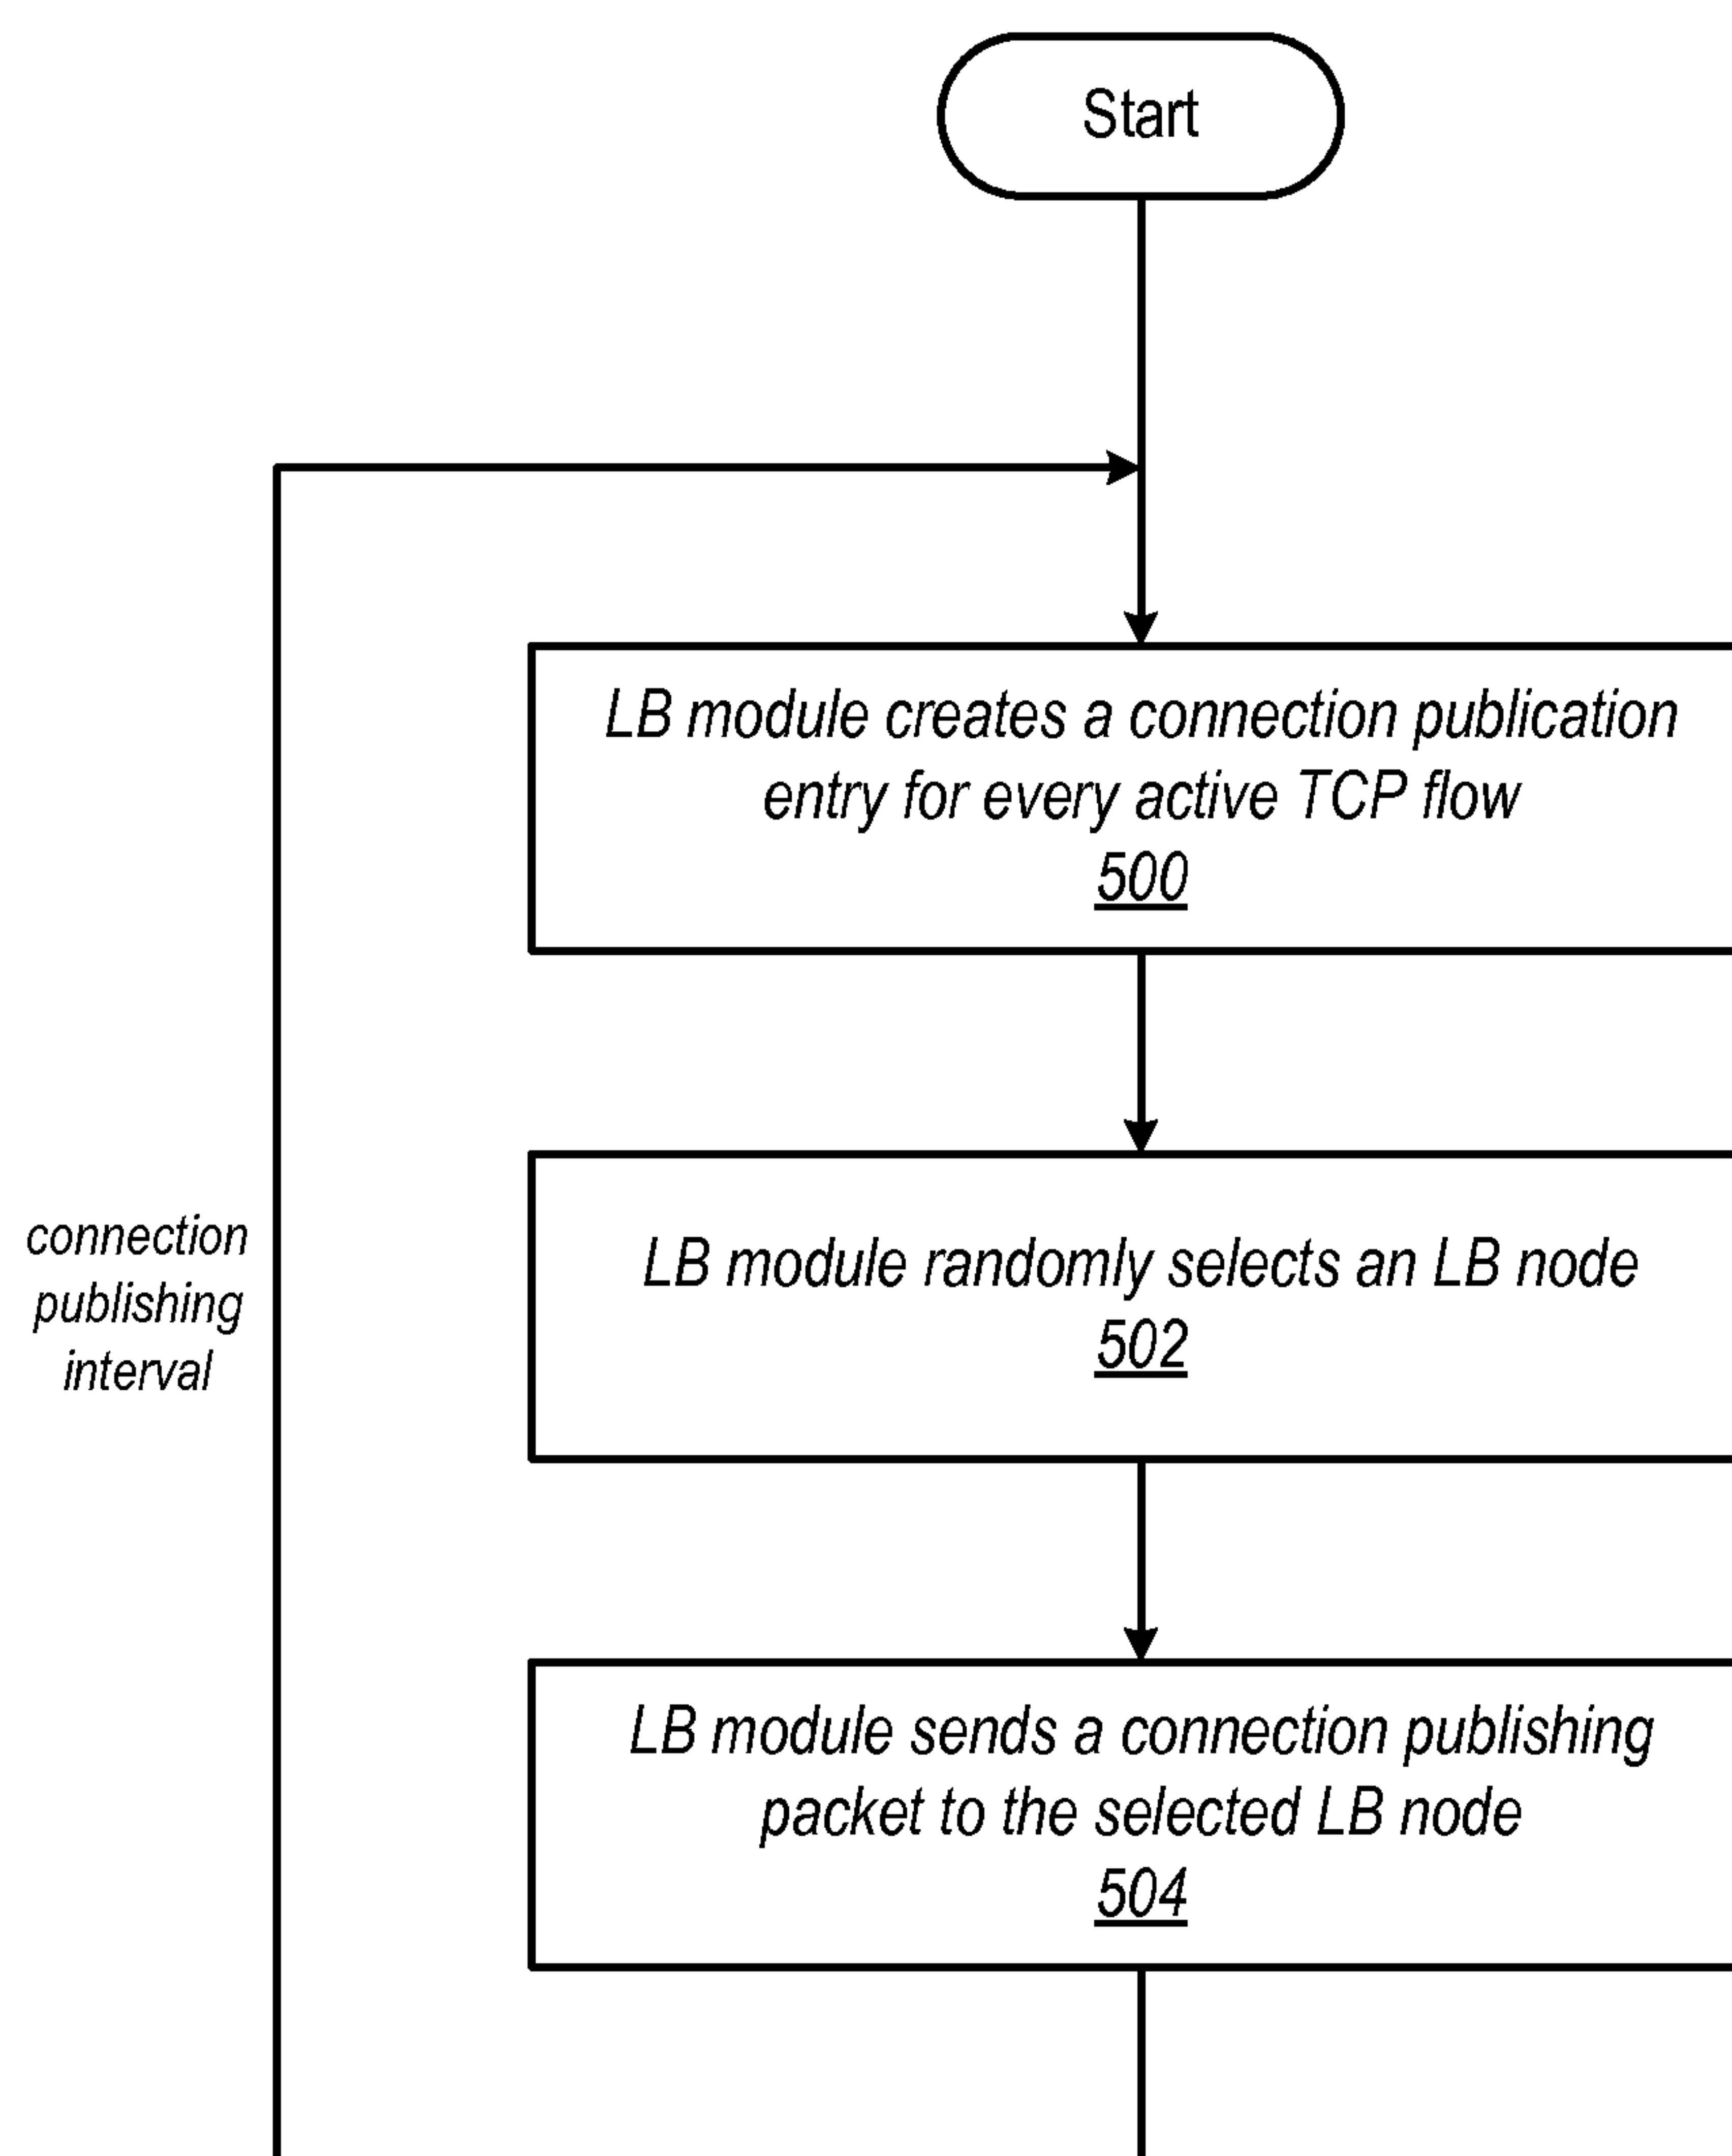 Start
LB module creates a connection publication
entry for every active TCP flow
500
connection
publishing
interval
LB module randomly selects an LB node
502
LB module sends a connection publishing
packet to the selected LB node
504